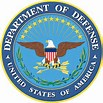 DEPARTMENT OF DEFENSE
UNITED STATES OF AMERICA